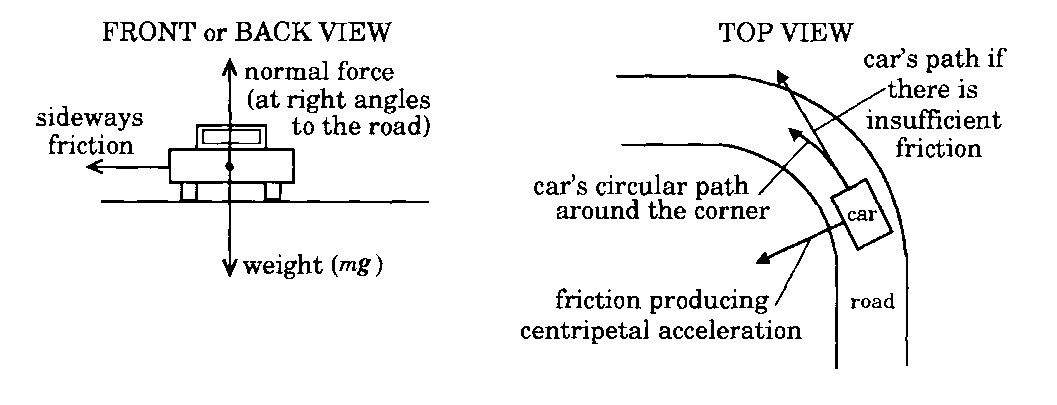 FRONT or BACK VIEW
normal force
(at right angles
to the road)
sideways
friction
weight (mg)
TOP VIEW
car's path if
there is
insufficient
friction
car's circular path
around the corner
car
friction producing
centripetal acceleration
road